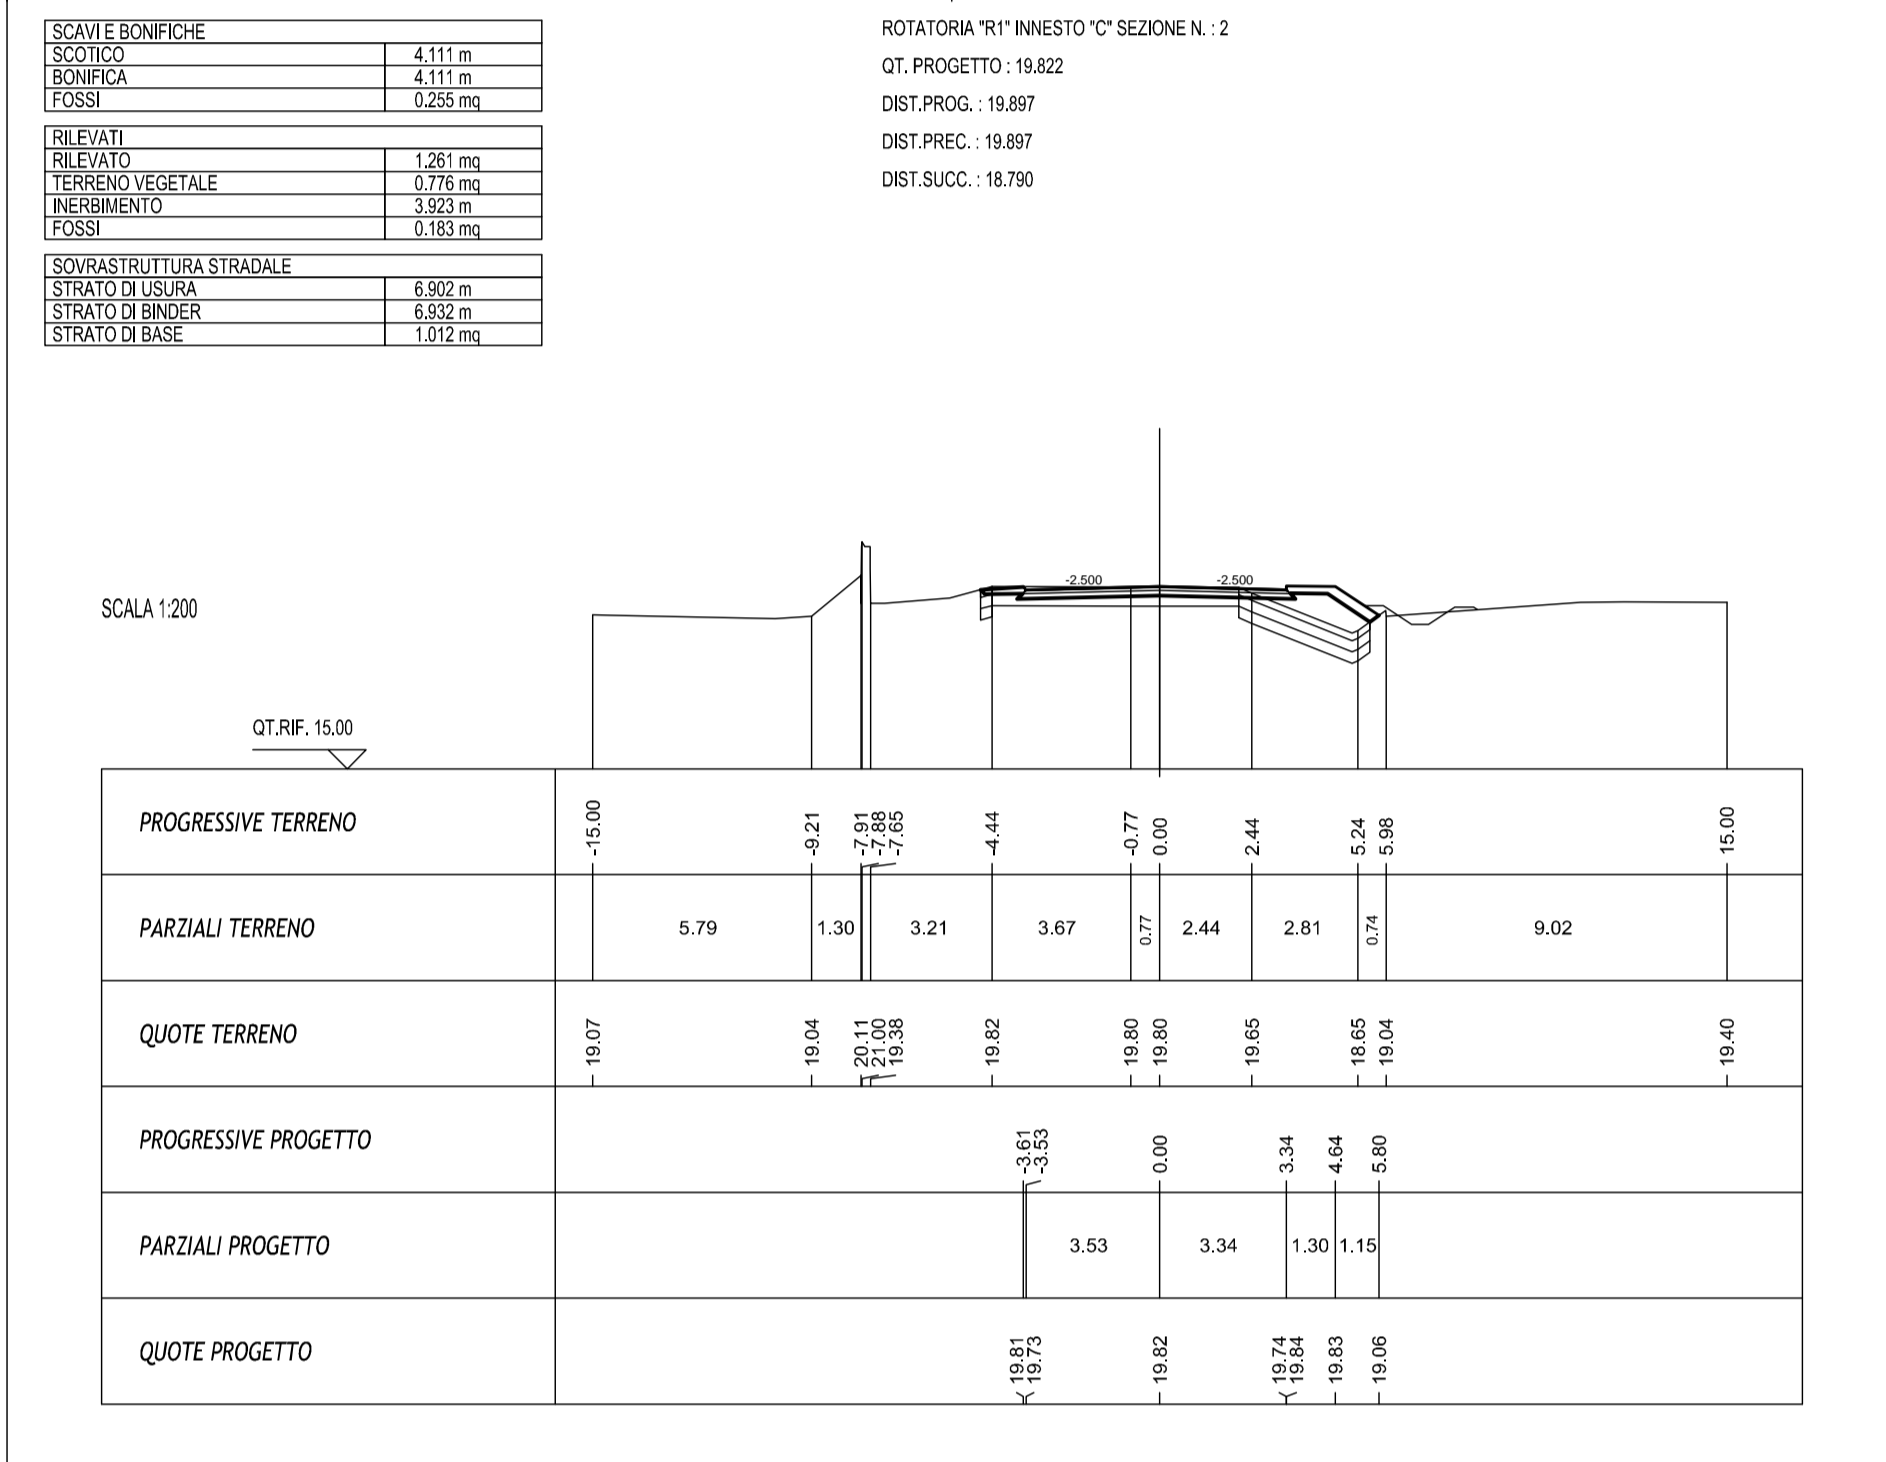 SCAVI E BONIFICHE
SCOTICO 4.111 m
BONIFICA 4.111 m
FOSSI 0.255 mq
RILEVATI
RILEVATO 1.261 mq
TERRENO VEGETALE 0.776 mq
INERBIMENTO 3.923 m
FOSSI 0.183 mq
SOVRASTRUTTURA STRADALE
STRATO DI USURA 6.902 m
STRATO DI BINDER 6.932 m
STRATO DI BASE 1.012 mq
ROTATORIA "R1" INNESTO "C" SEZIONE N. : 2
QT. PROGETTO : 19.822
DIST.PROG. : 19.897
DIST.PREC. : 19.897
DIST.SUCC. : 18.790
-2.500 -2.500
SCALA 1:200
QT.RIF. 15.00
PROGRESSIVE TERRENO -15.00 -9.21 -7.91 -7.88 -7.65 -4.44 -0.77 0.00 2.44 5.24 5.98 15.00
PARZIALI TERRENO 5.79 1.30 3.21 3.67 0.77 2.44 2.81 0.74 9.02
QUOTE TERRENO 19.07 19.04 20.11 21.00 19.38 19.82 19.80 19.80 19.65 18.65 19.04 19.40
PROGRESSIVE PROGETTO -3.61 -3.53 0.00 3.34 4.64 5.80
PARZIALI PROGETTO 3.53 3.34 1.30 1.15
QUOTE PROGETTO 19.81 19.73 19.82 19.74 19.84 19.83 19.06